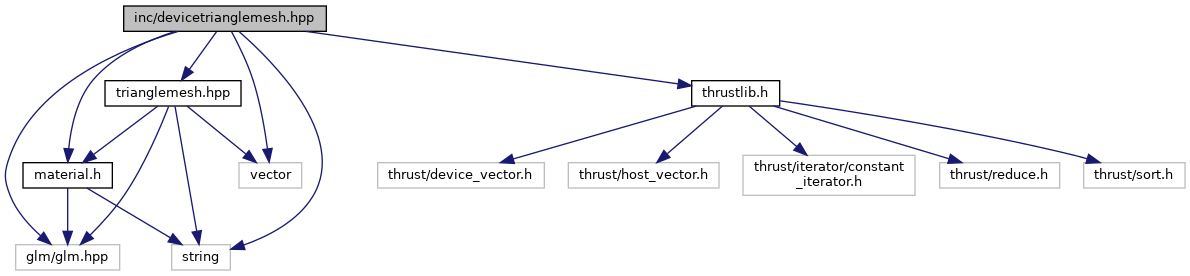 inc/devicetrianglemesh.hpp
trianglemesh.hpp
thrustlib.h
material.h
vector
thrust/device_vector.h
thrust/host_vector.h
thrust/iterator/constant
_iterator.h
thrust/reduce.h
thrust/sort.h
glm/glm.hpp
string